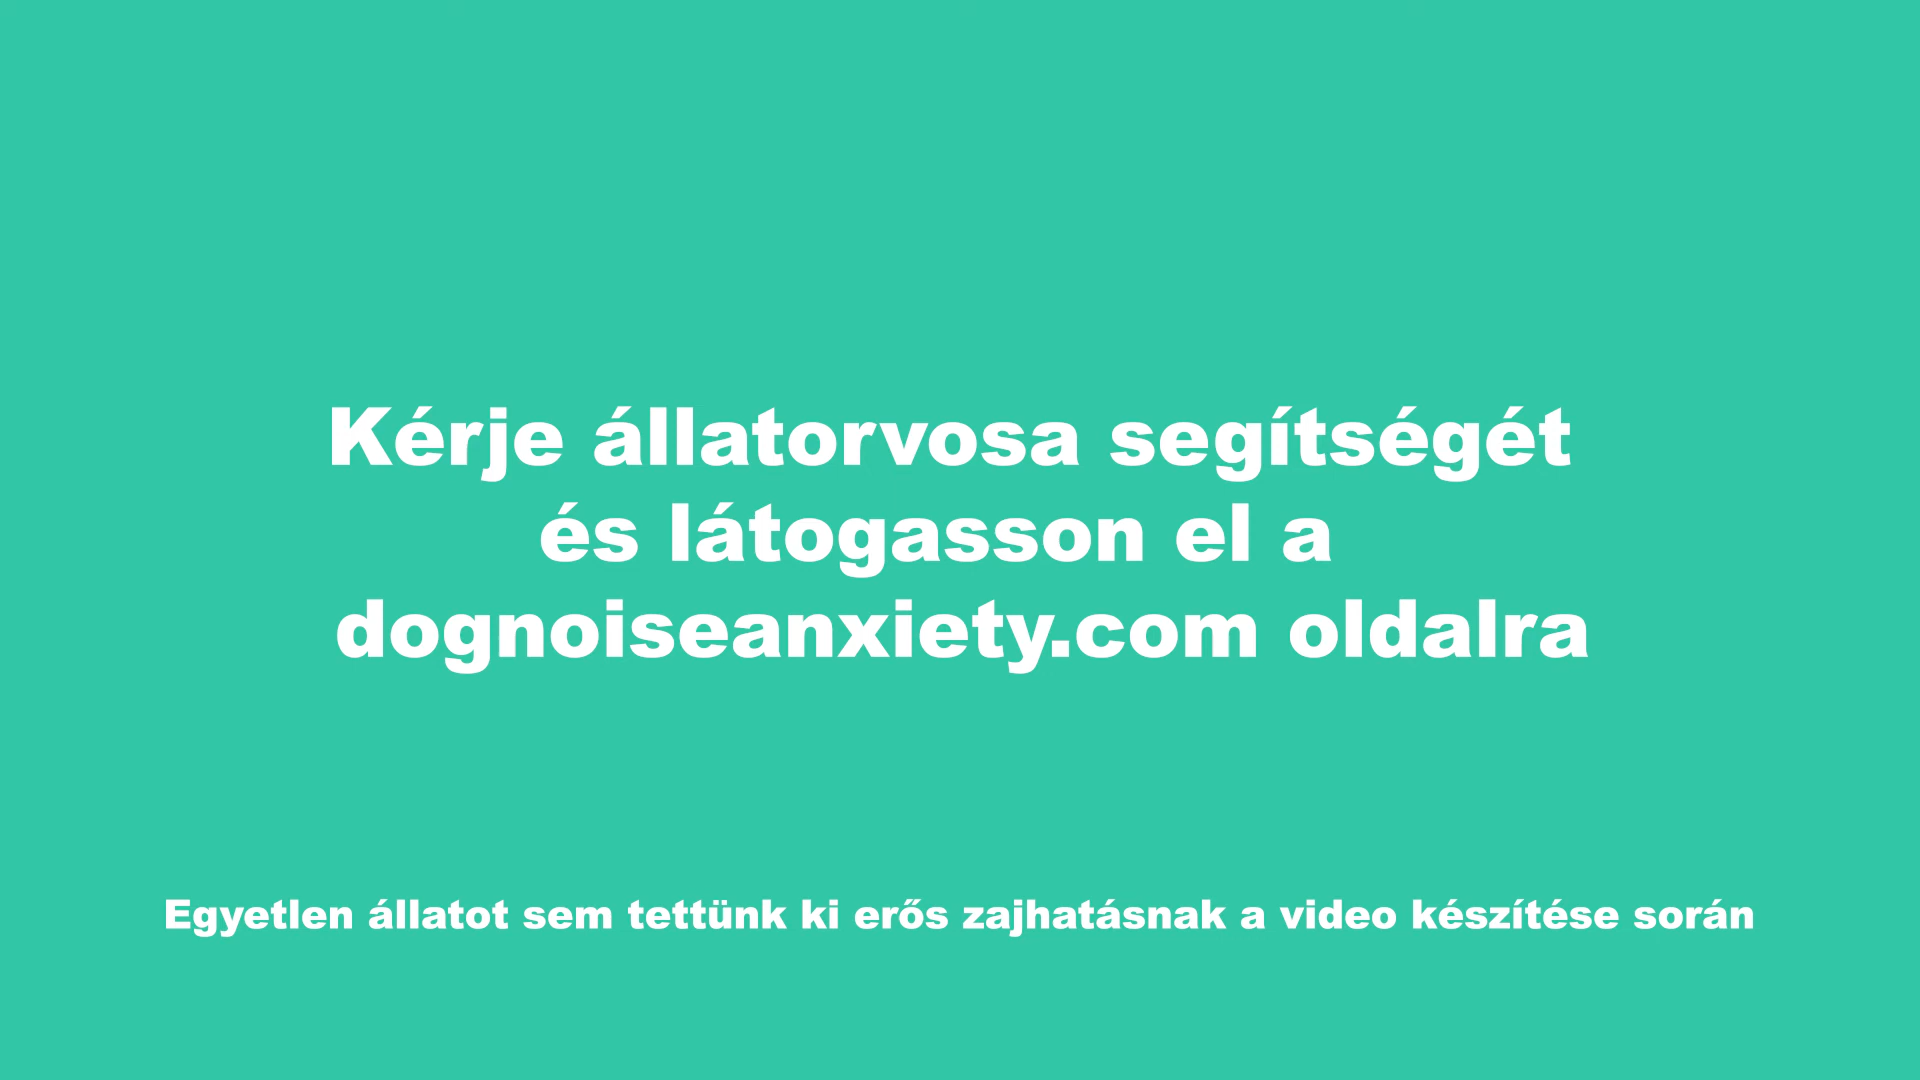 Kérje állatorvosa segítségét
és látogasson el a
dognoiseanxiety.com oldalra
Egyetlen állatot sem tettünk ki erős zajhatásnak a video készítése során